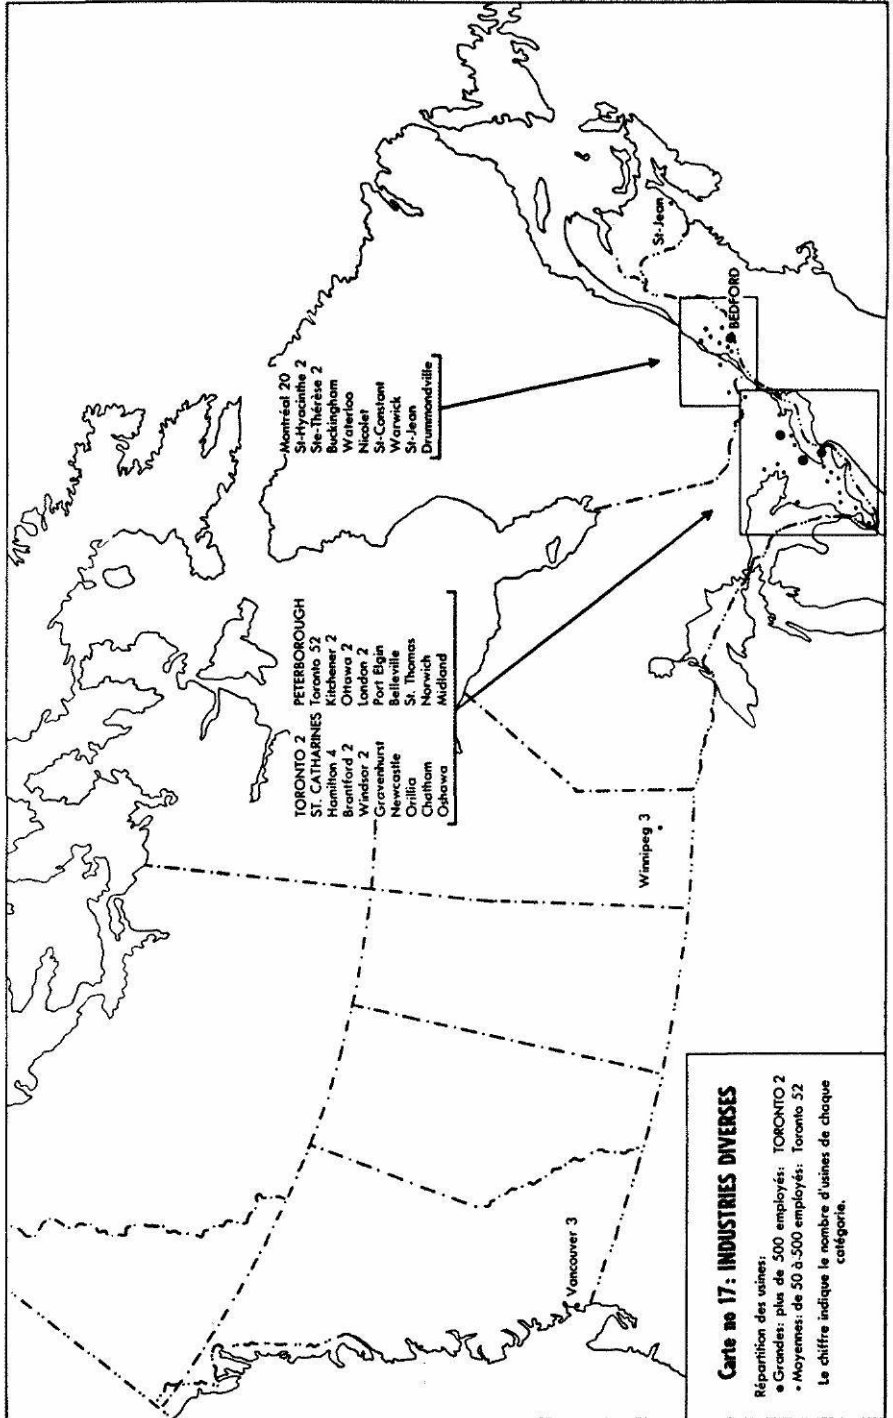 Montréal 20
St-Hyacinthe 2
Ste-Thérèse 2
Buckingham
Waterloo
Nicolet
St-Constant
Warwick
St-Jean
Drummondville
TORONTO 2
ST. CATHARINES
Hamilton 4
Brantford 2
Windsor 2
Gravenhurst
Newcastle
Orillia
Chatham
Oshawa
PETERBOROUGH
Toronto 52
Kitchener 2
Ottawa 2
London 2
Port Elgin
Belleville
St. Thomas
Norwich
Midland
St-Jean
BEDFORD
Winnipeg 3
Vancouver 3
Carte no 17: INDUSTRIES DIVERSES
Répartition des usines:
• Grandes: plus de 500 employés: TORONTO 2
• Moyennes: de 50 à 500 employés: Toronto 52
Le chiffre indique le nombre d'usines de chaque
catégorie.